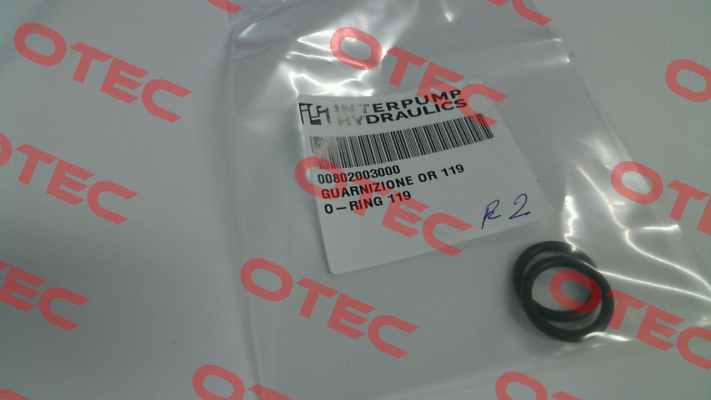 INTERPUMP
HYDRAULICS
00802003000
GUARNIZIONE OR 119
O-RING 119
R 2
OTEC
OTEC
OTEC
OTEC
OTEC
OTEC
OTEC
OTEC
OTEC
OTEC
OTEC